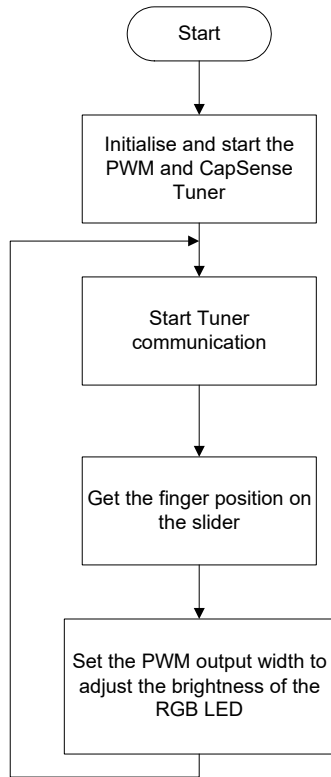 Start
Initialise and start the
PWM and CapSense
Tuner
Start Tuner
communication
Get the finger position on
the slider
Set the PWM output width to
adjust the brightness of the
RGB LED